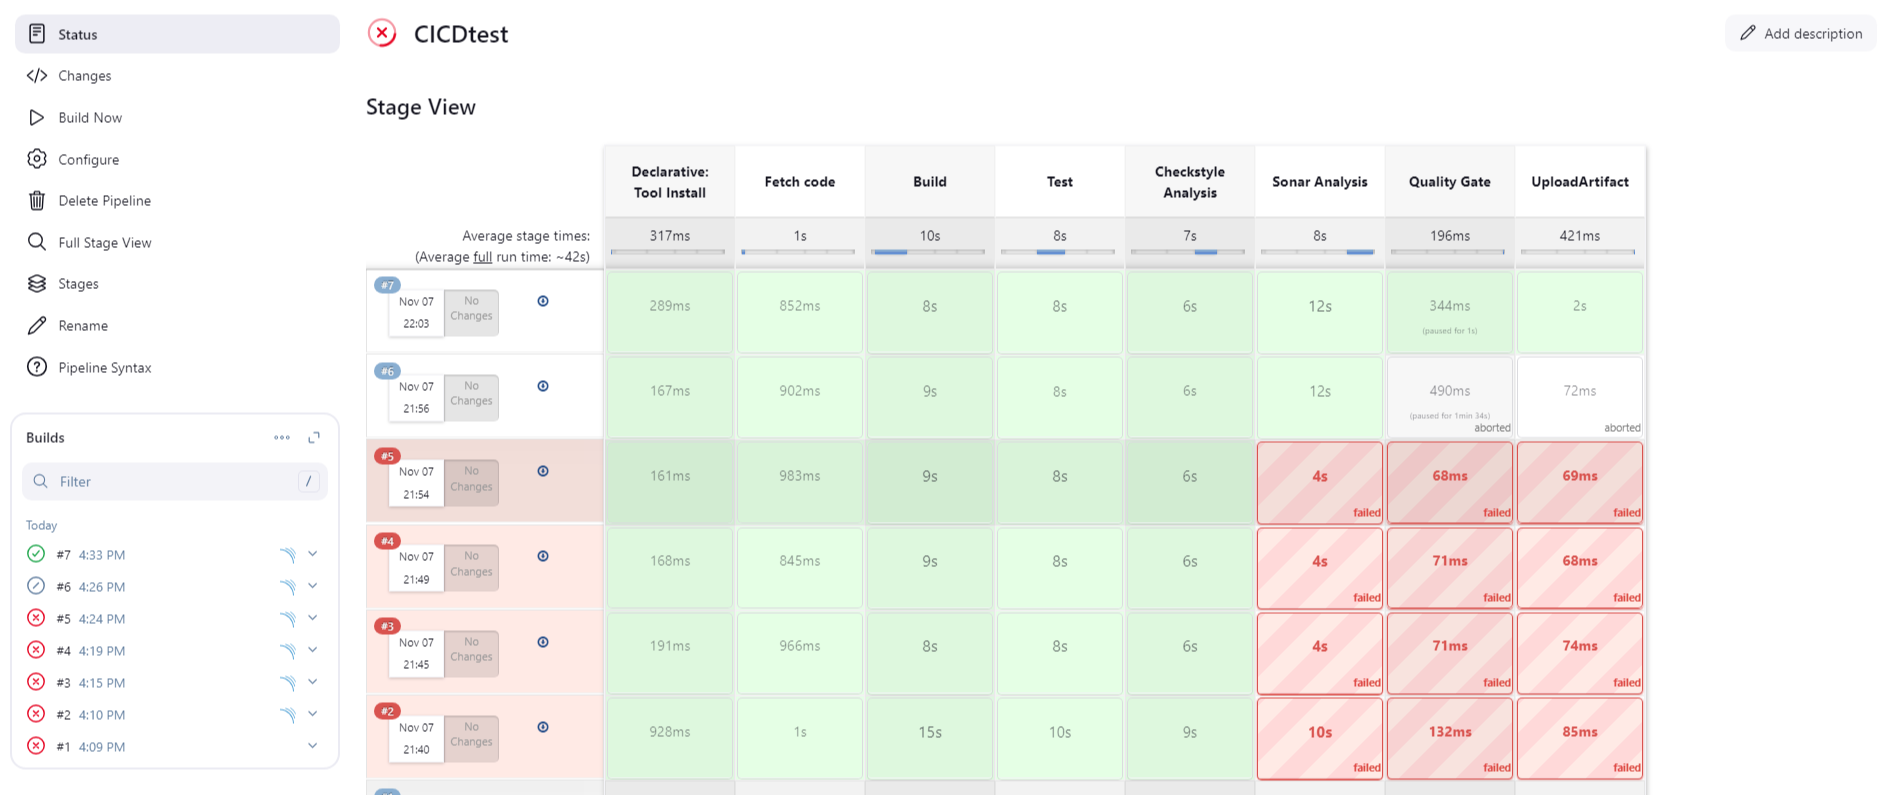 Status
Changes
Build Now
Configure
Delete Pipeline
Full Stage View
Stages
Rename
Pipeline Syntax
Builds
Filter
/
Today
#7 4:33 PM
#6 4:26 PM
#5 4:24 PM
#4 4:19 PM
#3 4:15 PM
#2 4:10 PM
#1 4:09 PM
CICDtest
Add description
Stage View
Declarative:
Tool Install
Fetch code
Build
Test
Checkstyle
Analysis
Sonar Analysis
Quality Gate
UploadArtifact
Average stage times:
(Average full run time: ~42s)
317ms
1s
10s
8s
7s
8s
196ms
421ms
#7
Nov 07
22:03
No
Changes
289ms
852ms
8s
8s
6s
12s
344ms
(paused for 1s)
2s
#6
Nov 07
21:56
No
Changes
167ms
902ms
9s
8s
6s
12s
490ms
(paused for 1min 34s)
aborted
72ms
aborted
#5
Nov 07
21:54
No
Changes
161ms
983ms
9s
8s
6s
4s
failed
68ms
failed
69ms
failed
#4
Nov 07
21:49
No
Changes
168ms
845ms
9s
8s
6s
4s
failed
71ms
failed
68ms
failed
#3
Nov 07
21:45
No
Changes
191ms
966ms
8s
8s
6s
4s
failed
71ms
failed
74ms
failed
#2
Nov 07
21:40
No
Changes
928ms
1s
15s
10s
9s
10s
failed
132ms
failed
85ms
failed